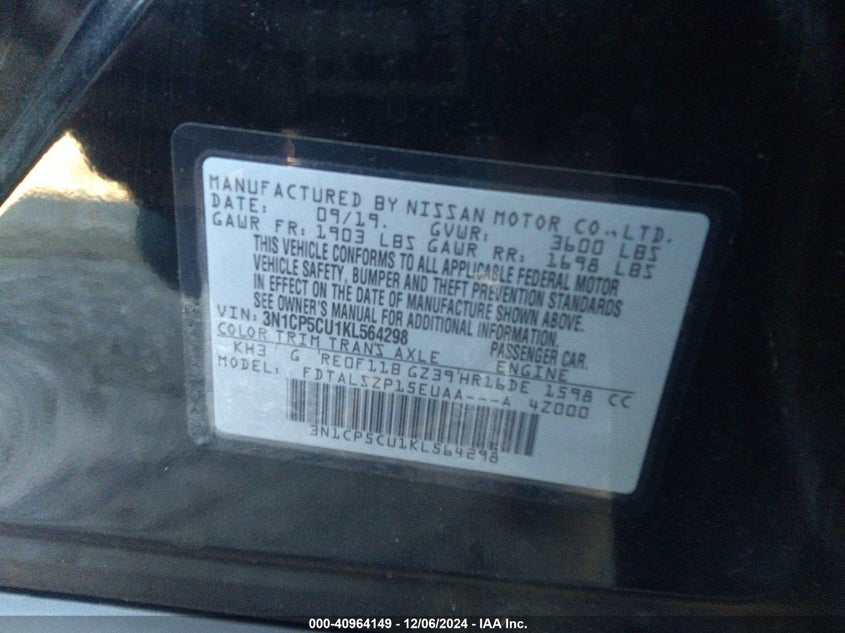 MANUFACTURED BY NISSAN MOTOR CO.,LTD.
DATE: 09/19. GVWR: 3600 LBS
GAWR FR: 1903 LBS GAWR RR: 1698 LBS
THIS VEHICLE CONFORMS TO ALL APPLICABLE FEDERAL MOTOR
VEHICLE SAFETY, BUMPER AND THEFT PREVENTION STANDARDS
IN EFFECT ON THE DATE OF MANUFACTURE SHOWN ABOVE.
SEE OWNER'S MANUAL FOR ADDITIONAL INFORMATION.
VIN: 3N1CP5CU1KL564298 PASSENGER CAR.
COLOR TRIM TRANS AXLE ENGINE
KH3 G RE0F11B GZ39 HR16DE 1598 CC
MODEL: FDTALSZP15EUAA---A 4Z000
3N1CP5CU1KL564298
000-40964149 - 12/06/2024 - IAA Inc.